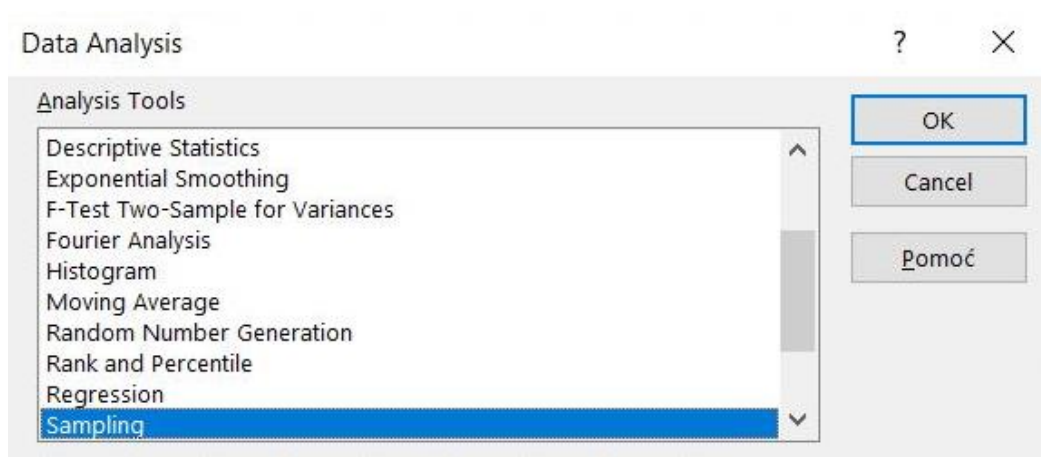 Data Analysis
?
Analysis Tools
Descriptive Statistics
Exponential Smoothing
F-Test Two-Sample for Variances
Fourier Analysis
Histogram
Moving Average
Random Number Generation
Rank and Percentile
Regression
Sampling
OK
Cancel
Pomoć